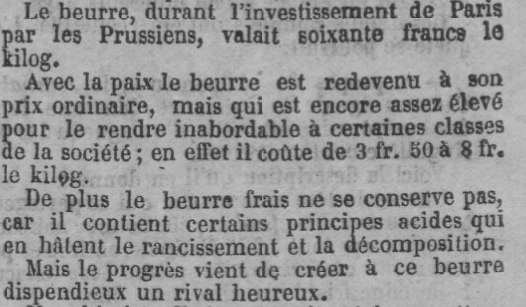 Le beurre, durant l'investissement de Paris
par les Prussiens, valait soixante francs le
kilog.
Avec la paix le beurre est redevenu à son
prix ordinaire, mais qui est encore assez élevé
pour le rendre inabordable à certaines classes
de la société ; en effet il coûte de 3 fr. 50 à 8 fr.
le kilog.
De plus le beurre frais ne se conserve pas,
car il contient certains principes acides qui
en hâtent le rancissement et la décomposition.
Mais le progrès vient de créer à ce beurre
dispendieux un rival heureux.